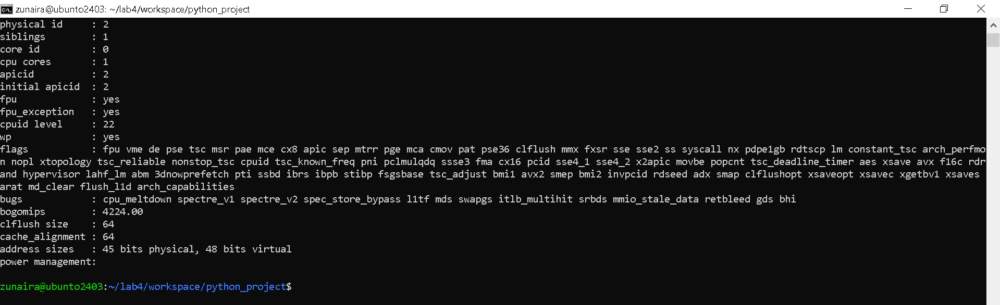 zunaira@ubunto2403: ~/lab4/workspace/python_project
physical id     : 2
siblings        : 1
core id         : 0
cpu cores       : 1
apicid          : 2
initial apicid  : 2
fpu             : yes
fpu_exception   : yes
cpuid level     : 22
wp              : yes
flags           : fpu vme de pse tsc msr pae mce cx8 apic sep mtrr pge mca cmov pat pse36 clflush mmx fxsr sse sse2 ss syscall nx pdpe1gb rdtscp lm constant_tsc arch_perfmo
n nopl xtopology tsc_reliable nonstop_tsc cpuid tsc_known_freq pni pclmulqdq ssse3 fma cx16 pcid sse4_1 sse4_2 x2apic movbe popcnt tsc_deadline_timer aes xsave avx f16c rdr
and hypervisor lahf_lm abm 3dnowprefetch pti ssbd ibrs ibpb stibp fsgsbase tsc_adjust bmi1 avx2 smep bmi2 invpcid rdseed adx smap clflushopt xsaveopt xsavec xgetbv1 xsaves
arat md_clear flush_l1d arch_capabilities
bugs            : cpu_meltdown spectre_v1 spectre_v2 spec_store_bypass l1tf mds swapgs itlb_multihit srbds mmio_stale_data retbleed gds bhi
bogomips        : 4224.00
clflush size    : 64
cache_alignment : 64
address sizes   : 45 bits physical, 48 bits virtual
power management:
zunaira@ubunto2403:~/lab4/workspace/python_project$